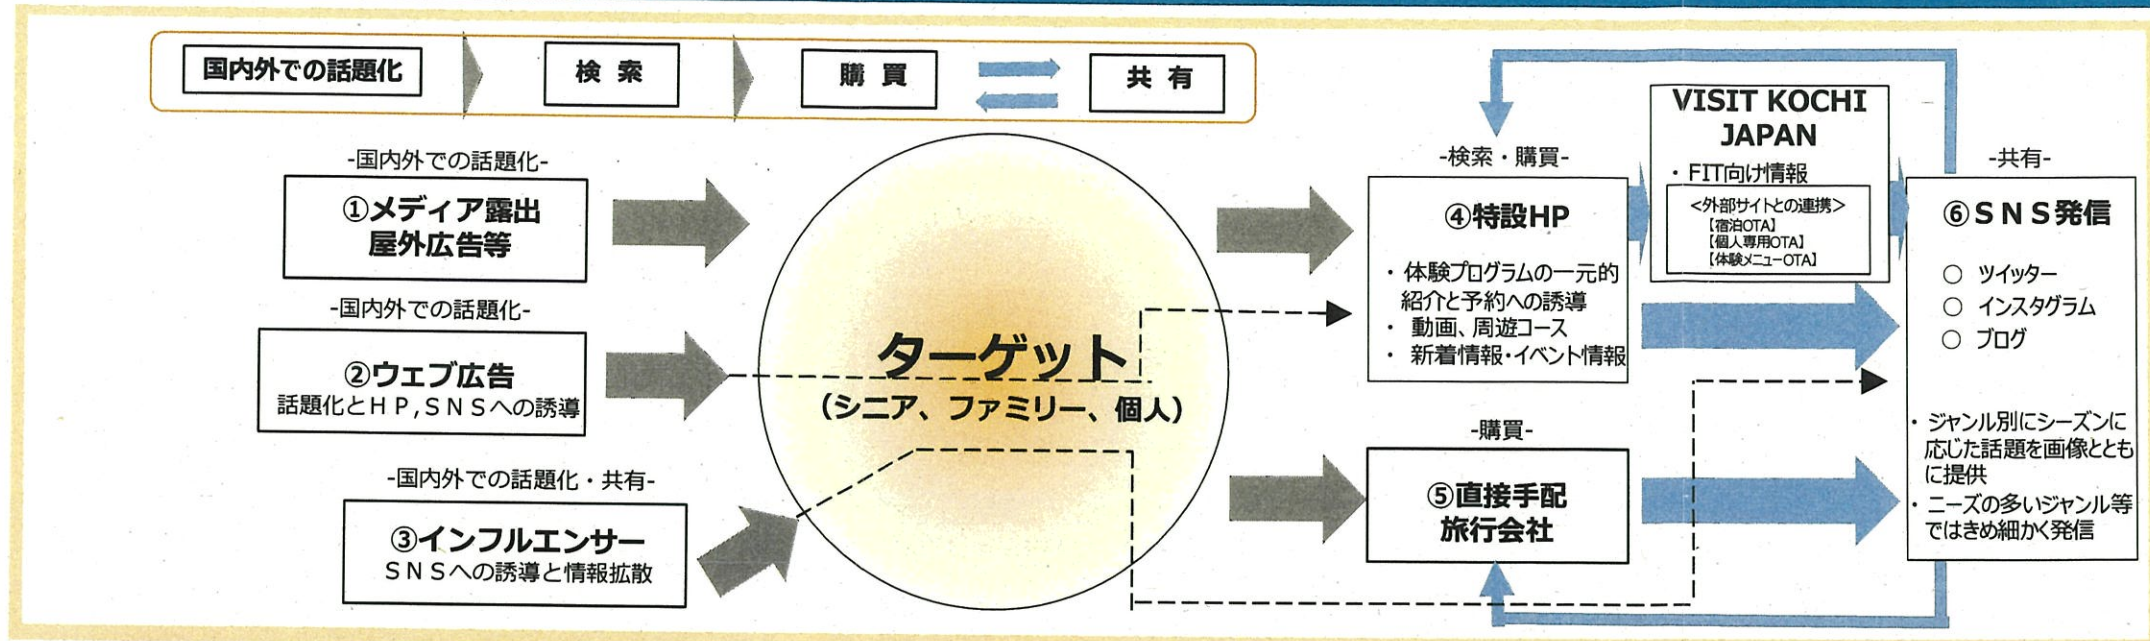 国内外での話題化
検 索
購 買
共 有
-国内外での話題化-
①メディア露出
屋外広告等
-国内外での話題化-
②ウェブ広告
話題化とHP,SNSへの誘導
-国内外での話題化・共有-
③インフルエンサー
SNSへの誘導と情報拡散
ターゲット
(シニア、ファミリー、個人)
-検索・購買-
④特設HP
・ 体験プログラムの一元的
紹介と予約への誘導
・ 動画、周遊コース
・ 新着情報・イベント情報
-購買-
⑤直接手配
旅行会社
VISIT KOCHI
JAPAN
・ FIT向け情報
<外部サイトとの連携>
【宿泊OTA】
【個人専用OTA】
【体験メニューOTA】
-共有-
⑥SNS発信
○ ツイッター
○ インスタグラム
○ ブログ
・ ジャンル別にシーズンに
応じた話題を画像ととも
に提供
・ ニーズの多いジャンル等
ではきめ細かく発信